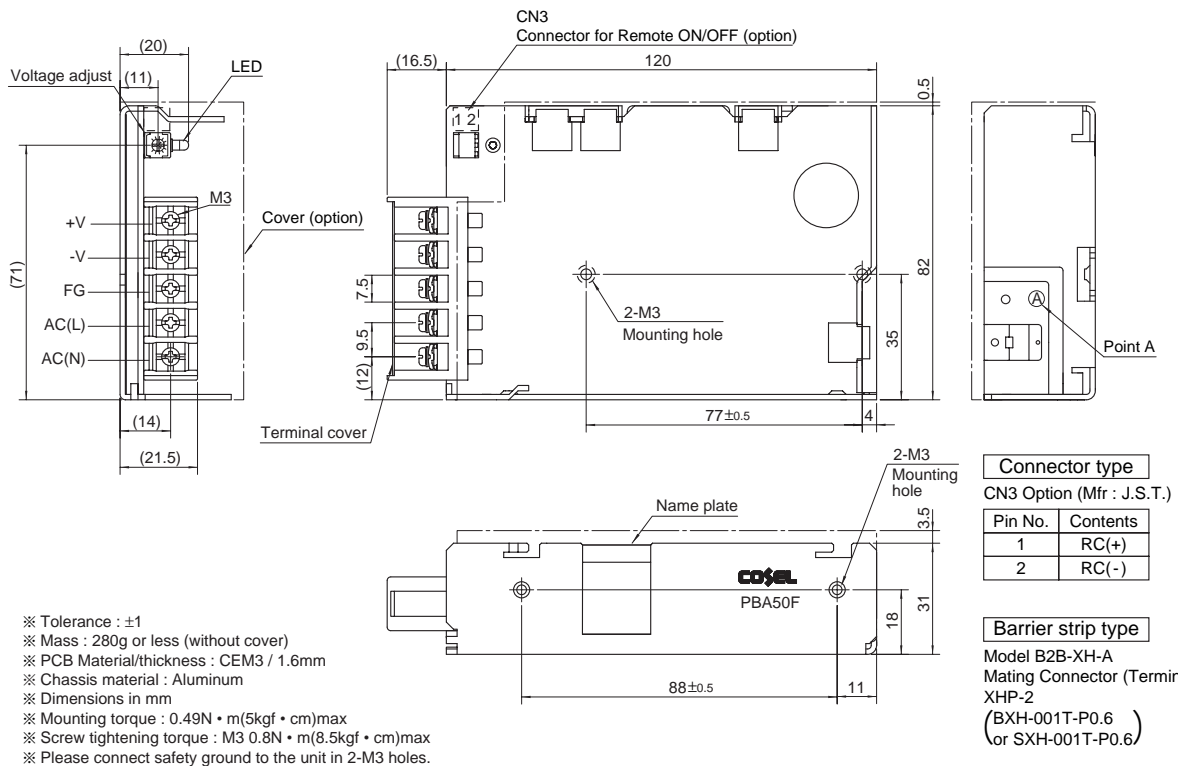 CN3
Connector for Remote ON/OFF (option)
(20)
(16.5)
120
Voltage adjust
(11)
LED
0.5
1 2
M3
Cover (option)
+V
-V
FG
AC(L)
AC(N)
(71)
7.5
9.5
(12)
2-M3
Mounting hole
82
35
Point A
77±0.5
4
(14)
(21.5)
Terminal cover
A
2-M3
Mounting
hole
Name plate
3.5
COSEL
PBA50F
18
31
88±0.5
11
Connector type
CN3 Option (Mfr : J.S.T.)
Pin No. Contents
1 RC(+)
2 RC(-)
Barrier strip type
Model B2B-XH-A
Mating Connector (Termin
XHP-2
(BXH-001T-P0.6
or SXH-001T-P0.6)
※ Tolerance : ±1
※ Mass : 280g or less (without cover)
※ PCB Material/thickness : CEM3 / 1.6mm
※ Chassis material : Aluminum
※ Dimensions in mm
※ Mounting torque : 0.49N • m(5kgf • cm)max
※ Screw tightening torque : M3 0.8N • m(8.5kgf • cm)max
※ Please connect safety ground to the unit in 2-M3 holes.